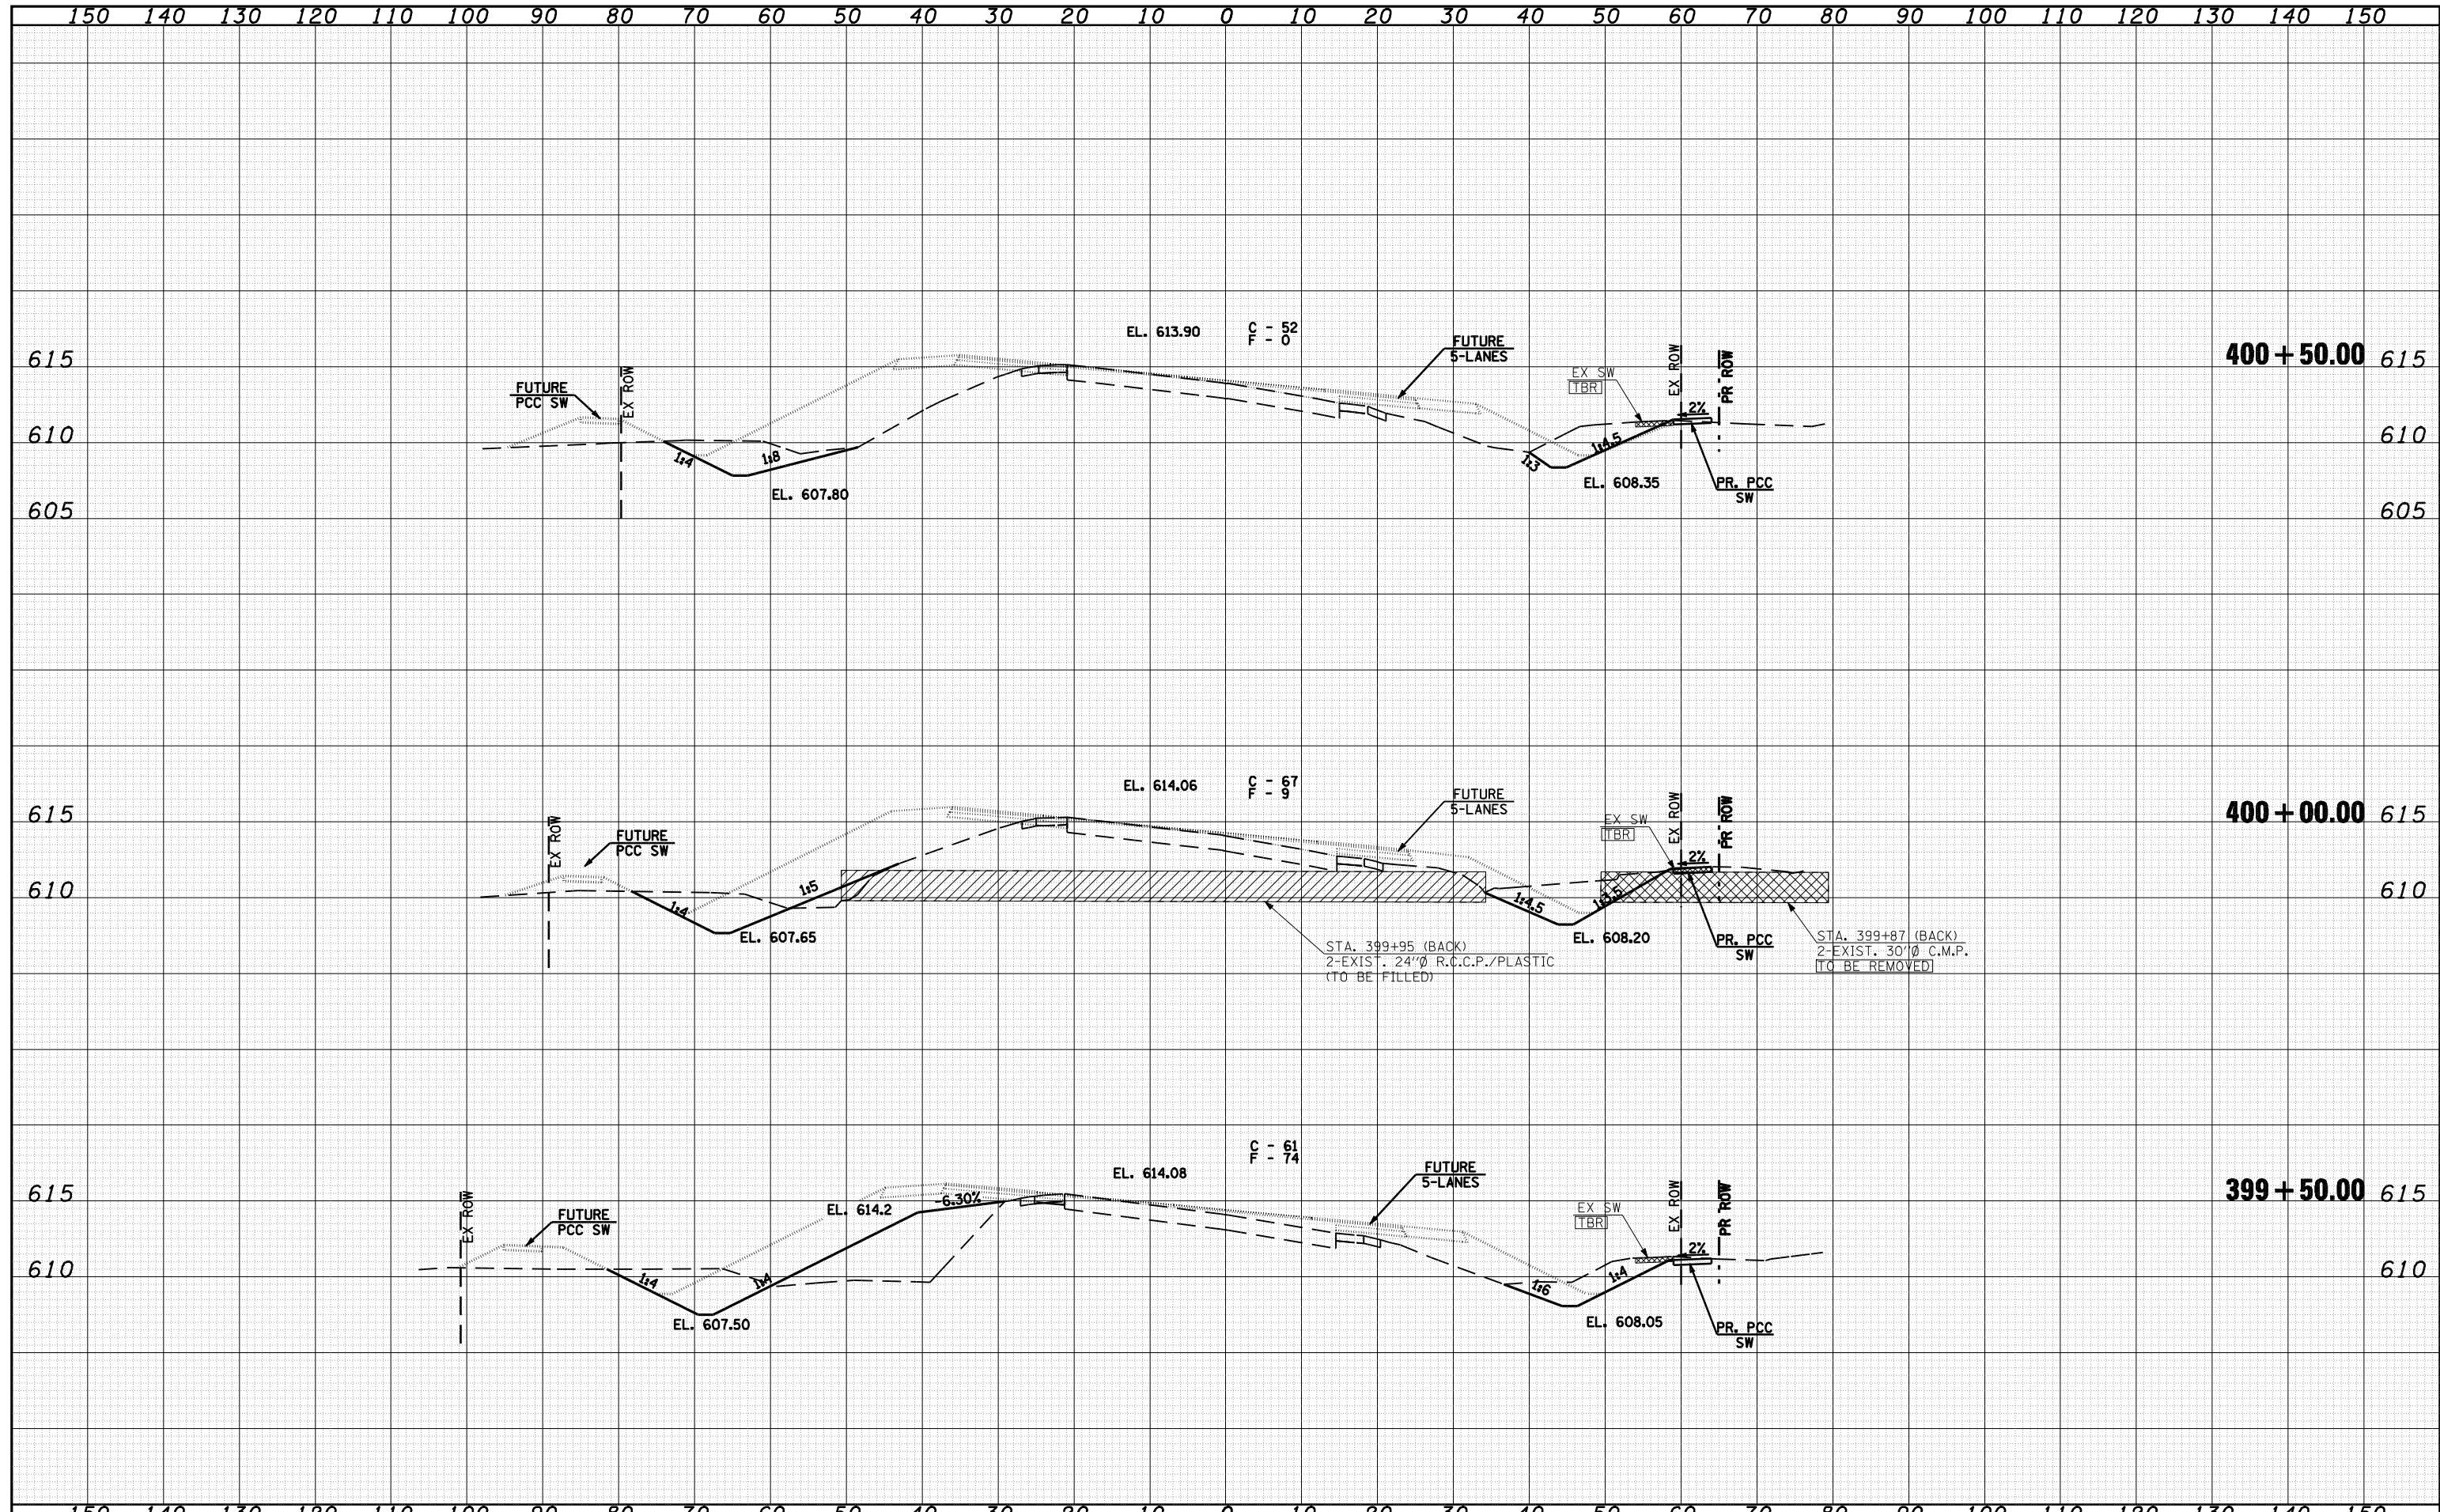 150 140 130 120 110 100 90 80 70 60 50 40 30 20 10 0 10 20 30 40 50 60 70 80 90 100 110 120 130 140 150
EL. 613.90
C - 52
F - 0
FUTURE
5-LANES
615
EX ROW
FUTURE
PCC SW
EX SW
TBR
EX ROW
PR ROW
400 + 50.00
615
2%
610
1:4
1:8
1:3
1:4.5
610
EL. 607.80
EL. 608.35
PR. PCC
SW
605
605
EL. 614.06
C - 67
F - 9
FUTURE
5-LANES
615
EX ROW
FUTURE
PCC SW
EX SW
TBR
EX ROW
PR ROW
400 + 00.00
615
2%
610
1:4
1:5
1:4.5
1:3.5
610
EL. 607.65
EL. 608.20
PR. PCC
SW
STA. 399+95 (BACK)
2-EXIST. 24"Ø R.C.C.P./PLASTIC
(TO BE FILLED)
STA. 399+87 (BACK)
2-EXIST. 30"Ø C.M.P.
TO BE REMOVED
C - 61
F - 74
EL. 614.08
FUTURE
5-LANES
615
EX ROW
FUTURE
PCC SW
EL. 614.2
-6.30%
EX SW
TBR
EX ROW
PR ROW
399 + 50.00
615
2%
610
1:4
1:4
1:6
1:4
610
EL. 607.50
EL. 608.05
PR. PCC
SW
150 140 130 120 110 100 90 80 70 60 50 40 30 20 10 0 10 20 30 40 50 60 70 80 90 100 110 120 130 140 150